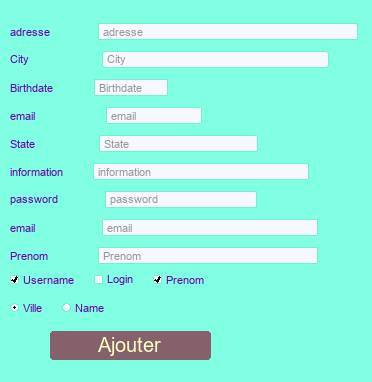 adresse adresse
City City
Birthdate Birthdate
email email
State State
information information
password password
email email
Prenom Prenom
Username Login Prenom
Ville Name
Ajouter